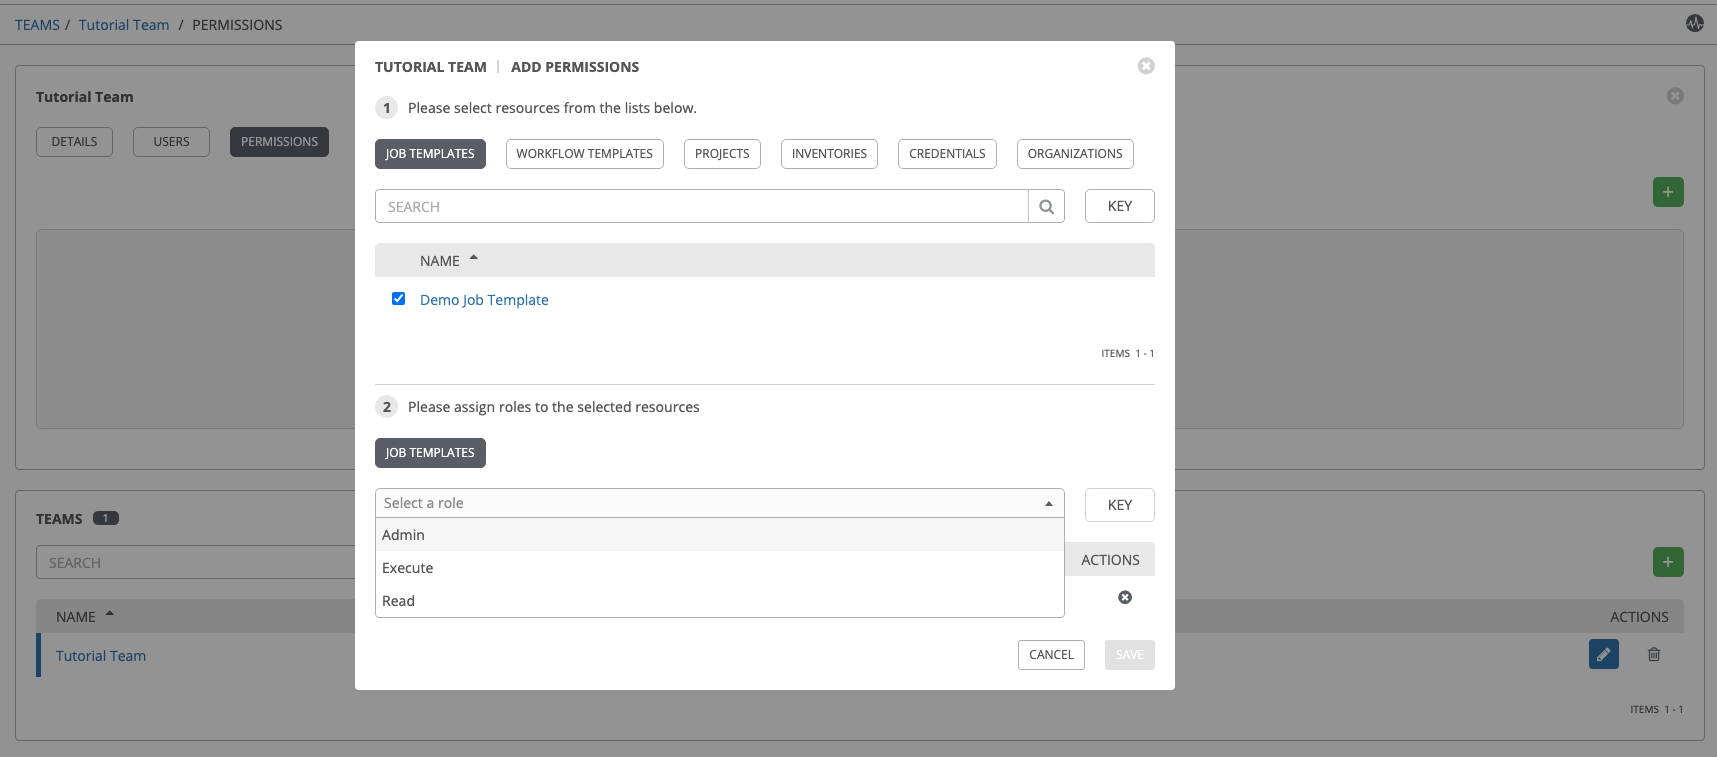 TEAMS / Tutorial Team / PERMISSIONS
Tutorial Team
DETAILS USERS PERMISSIONS
+
TUTORIAL TEAM | ADD PERMISSIONS
1 Please select resources from the lists below.
JOB TEMPLATES WORKFLOW TEMPLATES PROJECTS INVENTORIES CREDENTIALS ORGANIZATIONS
SEARCH KEY
NAME
Demo Job Template
ITEMS 1 - 1
2 Please assign roles to the selected resources
JOB TEMPLATES
Select a role KEY
Admin
Execute
Read
ACTIONS
CANCEL SAVE
TEAMS 1
SEARCH +
NAME ACTIONS
Tutorial Team
ITEMS 1 - 1